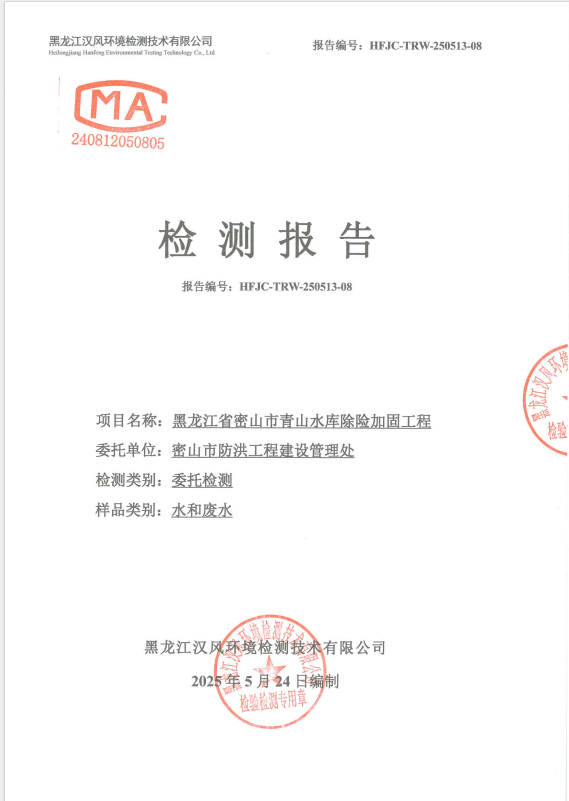 黑龙江汉风环境检测技术有限公司
Heilongjiang Hanfeng Environmental Testing Technology Co., Ltd
报告编号：HFJC-TRW-250513-08
MA
240812050805
检测报告
报告编号：HFJC-TRW-250513-08
黑龙江汉风环境
检验
项目名称：黑龙江省密山市青山水库除险加固工程
委托单位：密山市防洪工程建设管理处
检测类别：委托检测
样品类别：水和废水
黑龙江汉风环境检测技术有限公司
2025 年 5 月 24 日编制
黑龙江汉风环境检测技术有限公司
检验检测专用章